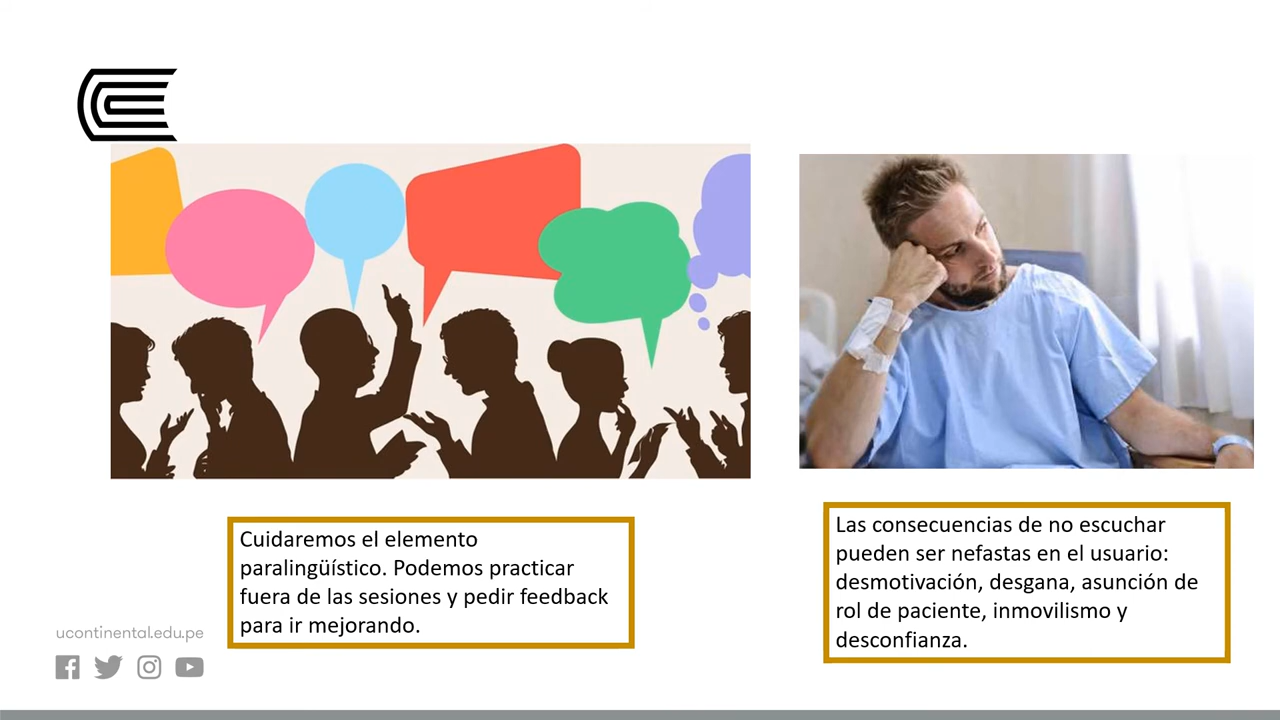 Cuidaremos el elemento
paralingüístico. Podemos practicar
fuera de las sesiones y pedir feedback
para ir mejorando.
Las consecuencias de no escuchar
pueden ser nefastas en el usuario:
desmotivación, desgana, asunción de
rol de paciente, inmovilismo y
desconfianza.
ucontinental.edu.pe